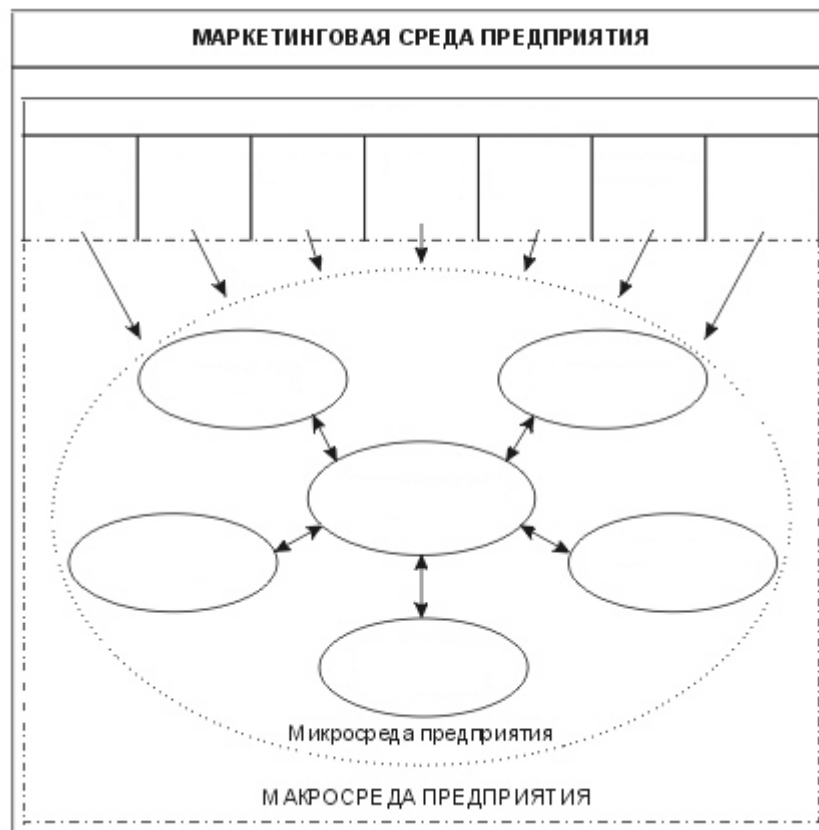 МАРКЕТИНГОВАЯ СРЕДА ПРЕДПРИЯТИЯ
Микросреда предприятия
МАКРОСРЕДА ПРЕДПРИЯТИЯ